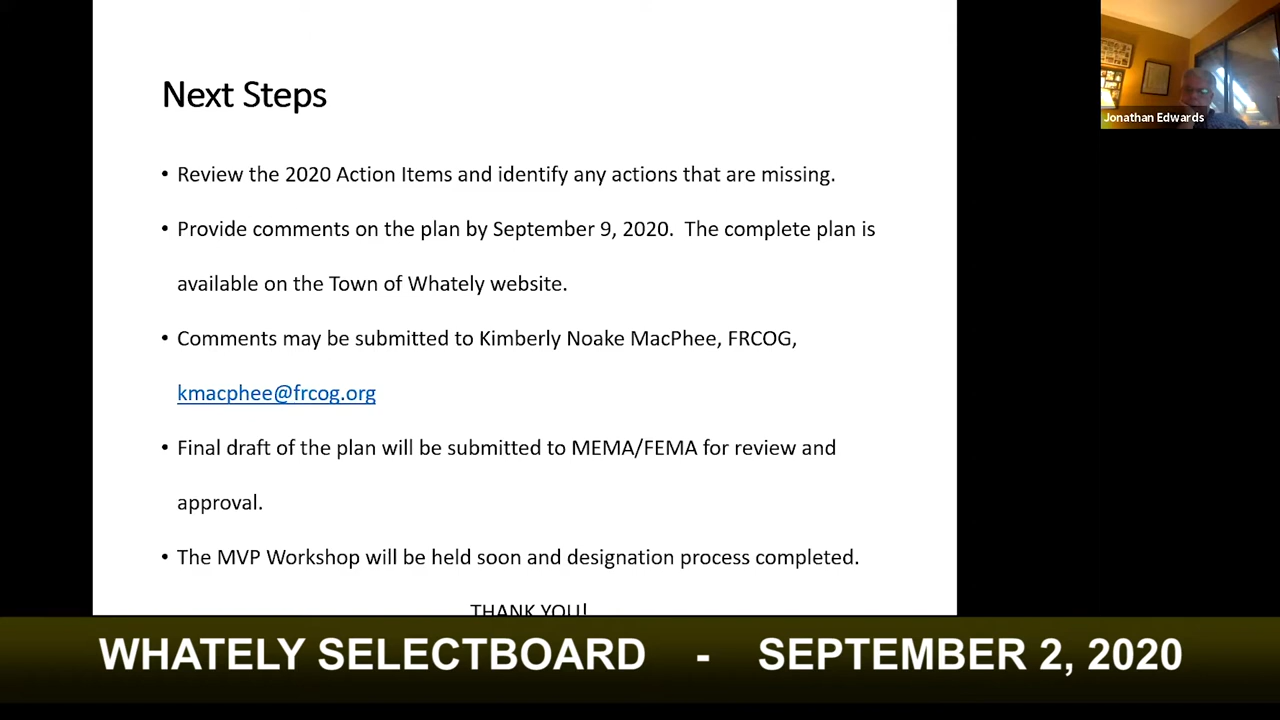 Next Steps
• Review the 2020 Action Items and identify any actions that are missing.
• Provide comments on the plan by September 9, 2020.  The complete plan is
available on the Town of Whately website.
• Comments may be submitted to Kimberly Noake MacPhee, FRCOG,
kmacphee@frcog.org
• Final draft of the plan will be submitted to MEMA/FEMA for review and
approval.
• The MVP Workshop will be held soon and designation process completed.
THANK YOU!
Jonathan Edwards
WHATELY SELECTBOARD - SEPTEMBER 2, 2020